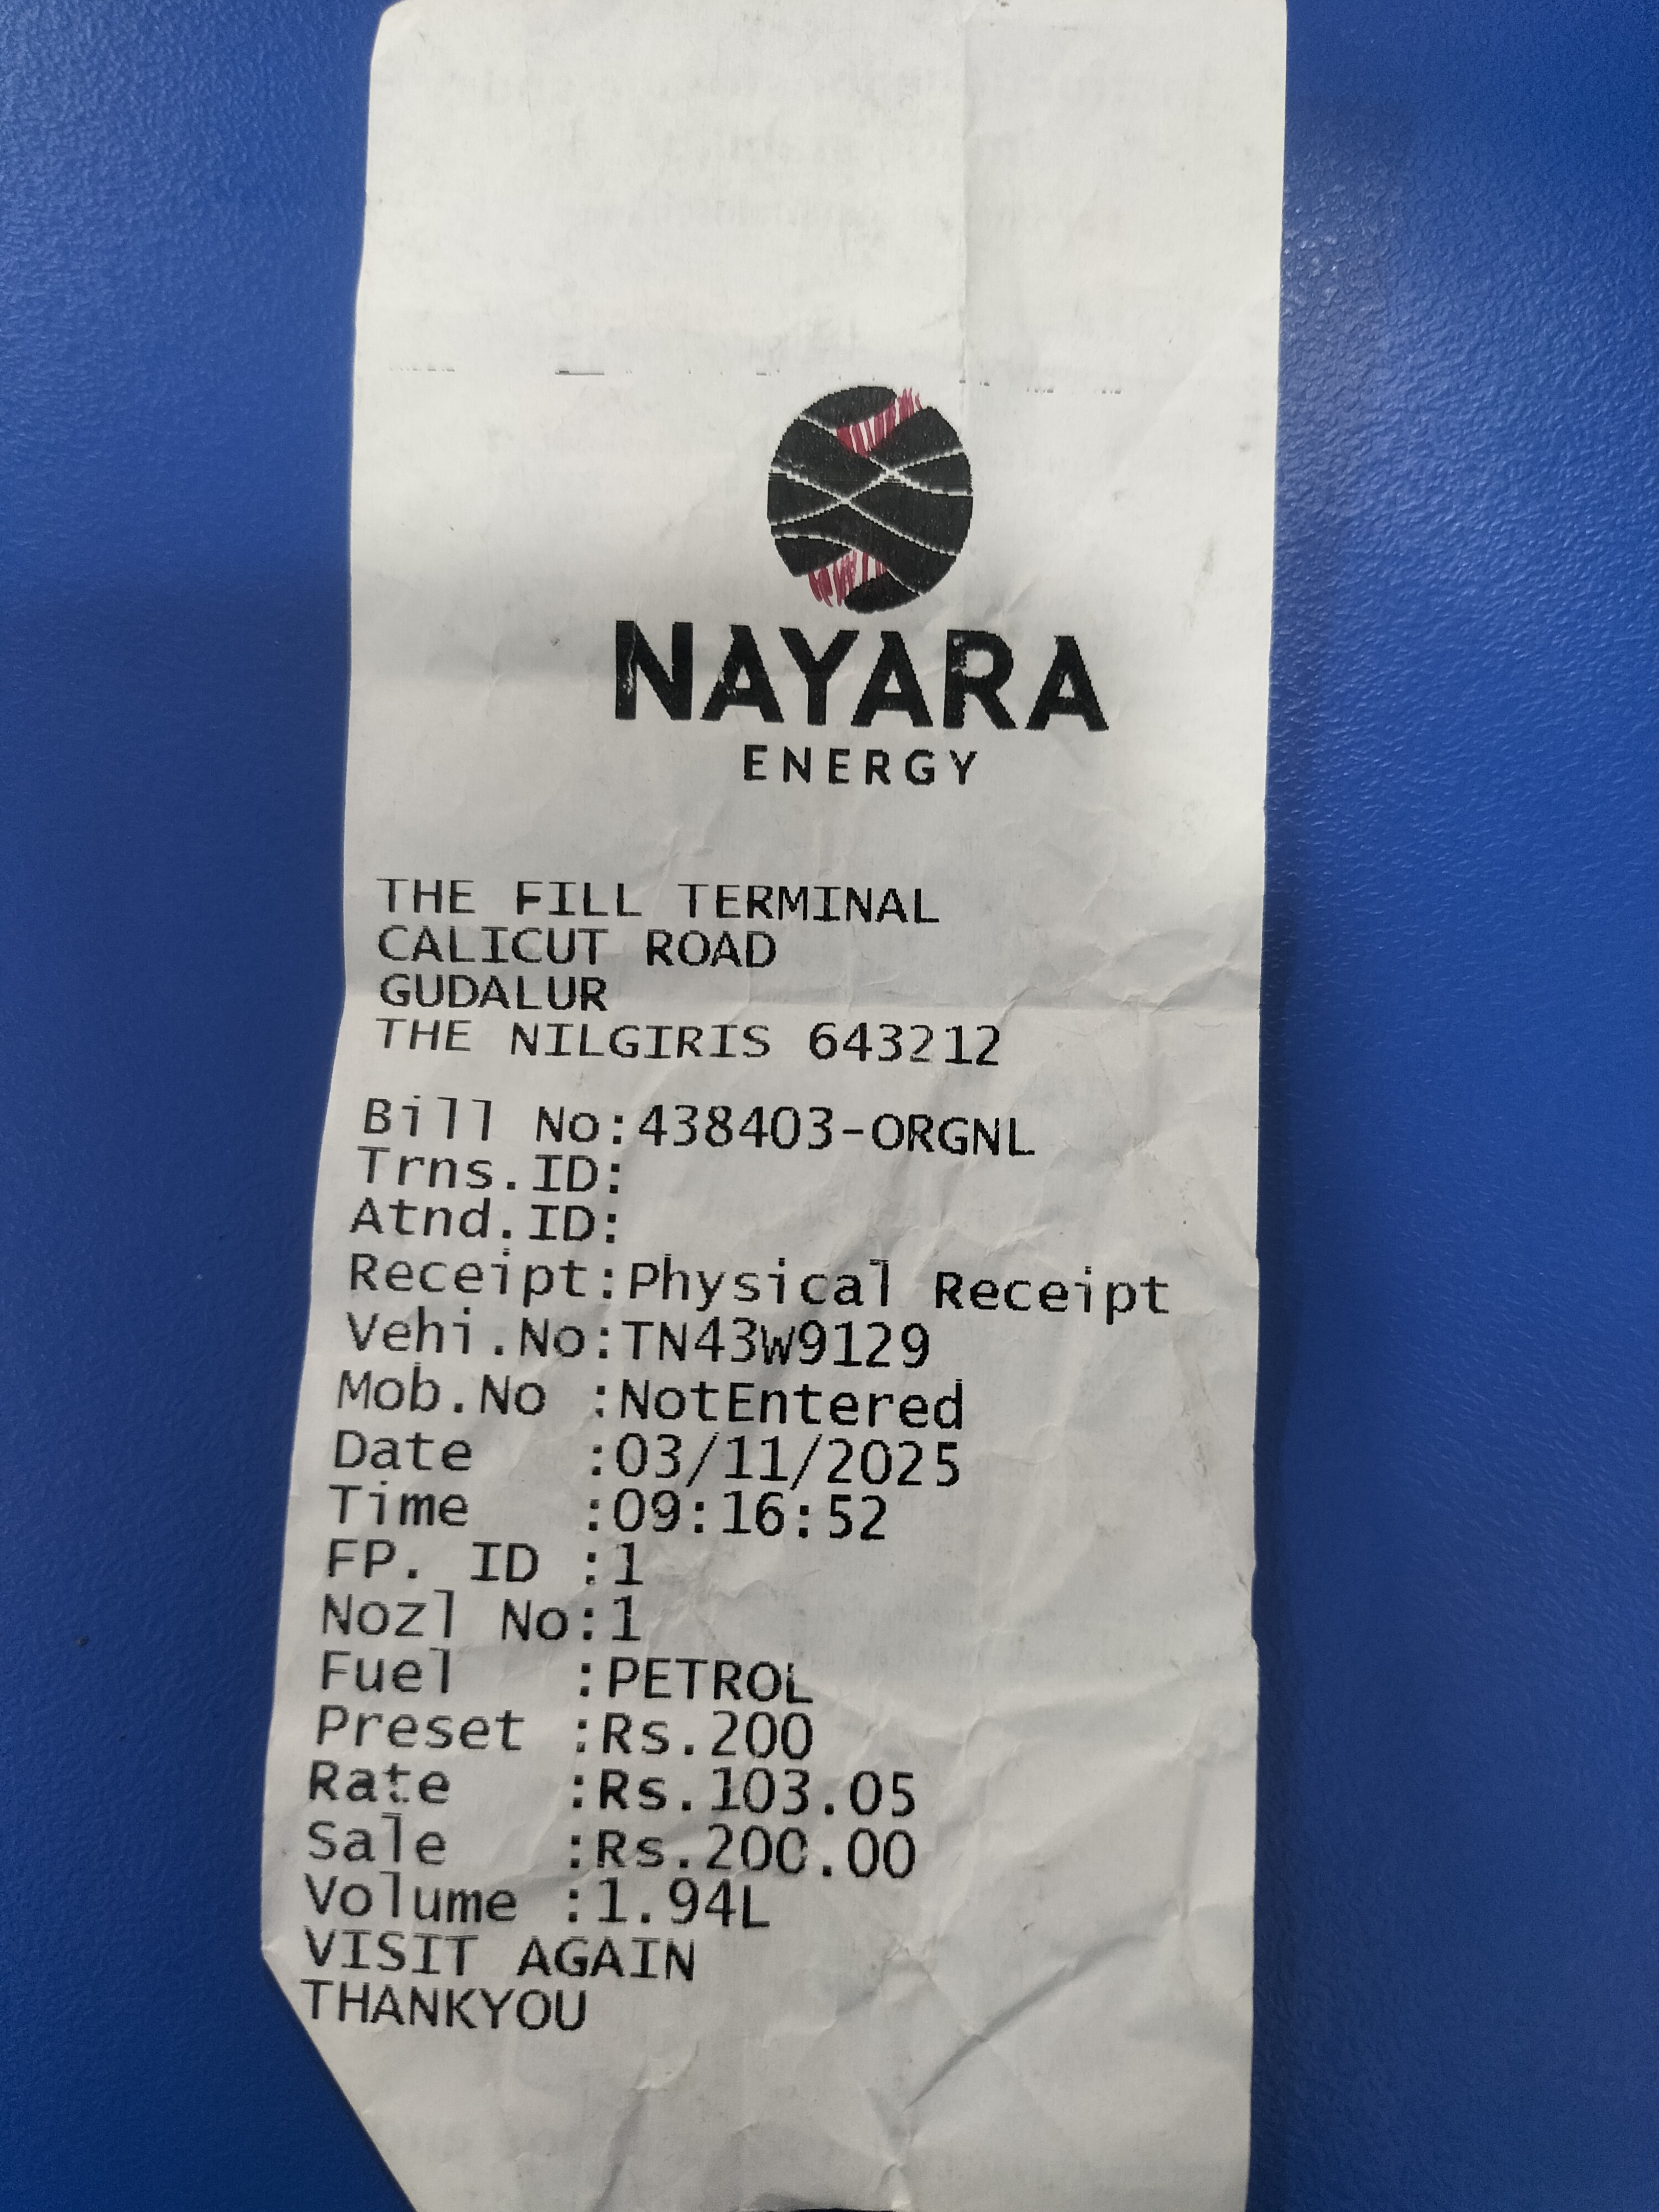 NAYARA
ENERGY
THE FILL TERMINAL
CALICUT ROAD
GUDALUR
THE NILGIRIS 643212
Bill No:438403-ORGNL
Trns.ID:
Atnd.ID:
Receipt:Physical Receipt
Vehi.No:TN43W9129
Mob.No :NotEntered
Date :03/11/2025
Time :09:16:52
FP. ID :1
Nozl No:1
Fuel :PETROL
Preset :Rs.200
Rate :Rs.103.05
Sale :Rs.200.00
Volume :1.94L
VISIT AGAIN
THANKYOU